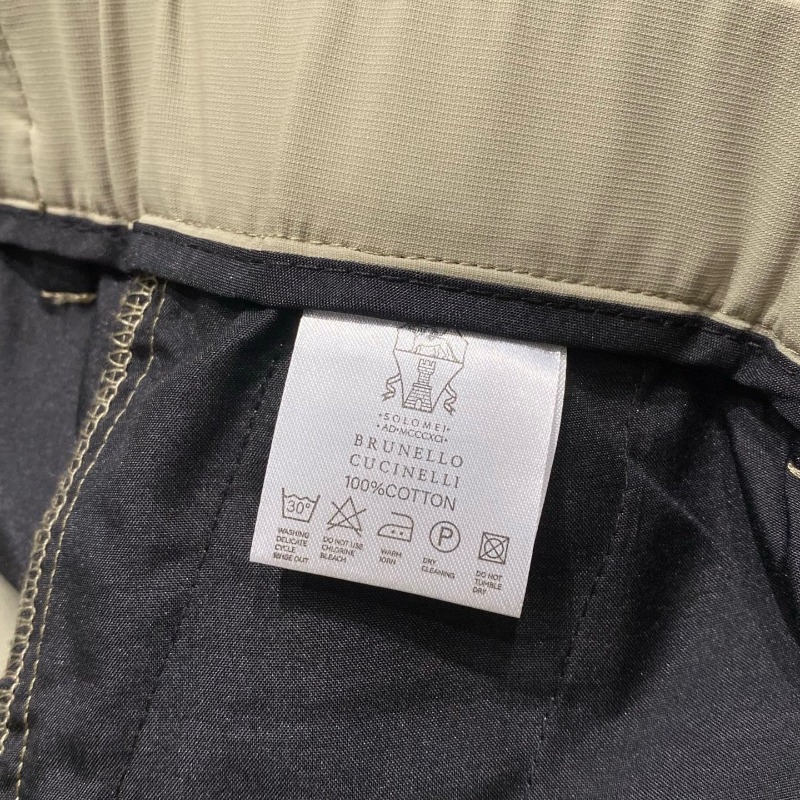 •SOLOMEI•
•AD•MCCCXCI•
BRUNELLO
CUCINELLI
100%COTTON
30°
P
WASHING
DELICATE
CYCLE
RINSE OUT
DO NOT USE
CHLORINE
BLEACH
WARM
IORN
DRY
CLEANING
DO NOT
TUMBLE
DRY